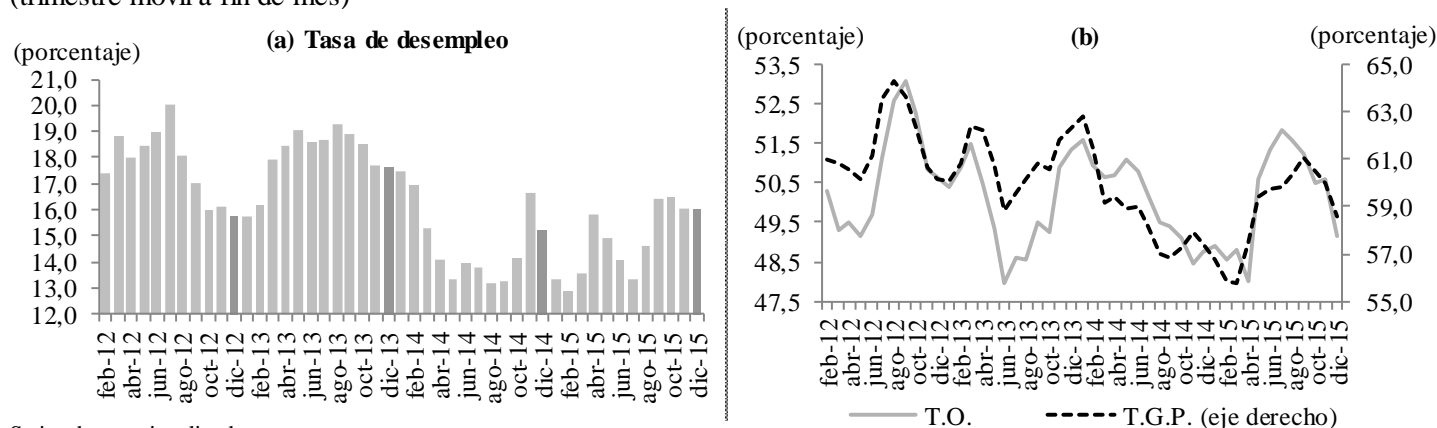 (trimestre móvil a fin de mes)
(a) Tasa de desempleo
(porcentaje)
21,0
20,0
19,0
18,0
17,0
16,0
15,0
14,0
13,0
12,0
feb-12
abr-12
jun-12
ago-12
oct-12
dic-12
feb-13
abr-13
jun-13
ago-13
oct-13
dic-13
feb-14
abr-14
jun-14
ago-14
oct-14
dic-14
feb-15
abr-15
jun-15
ago-15
oct-15
dic-15
(b)
(porcentaje)
(porcentaje)
53,5
52,5
51,5
50,5
49,5
48,5
47,5
65,0
63,0
61,0
59,0
57,0
55,0
feb-12
abr-12
jun-12
ago-12
oct-12
dic-12
feb-13
abr-13
jun-13
ago-13
oct-13
dic-13
feb-14
abr-14
jun-14
ago-14
oct-14
dic-14
feb-15
abr-15
jun-15
ago-15
oct-15
dic-15
T.O.
T.G.P. (eje derecho)